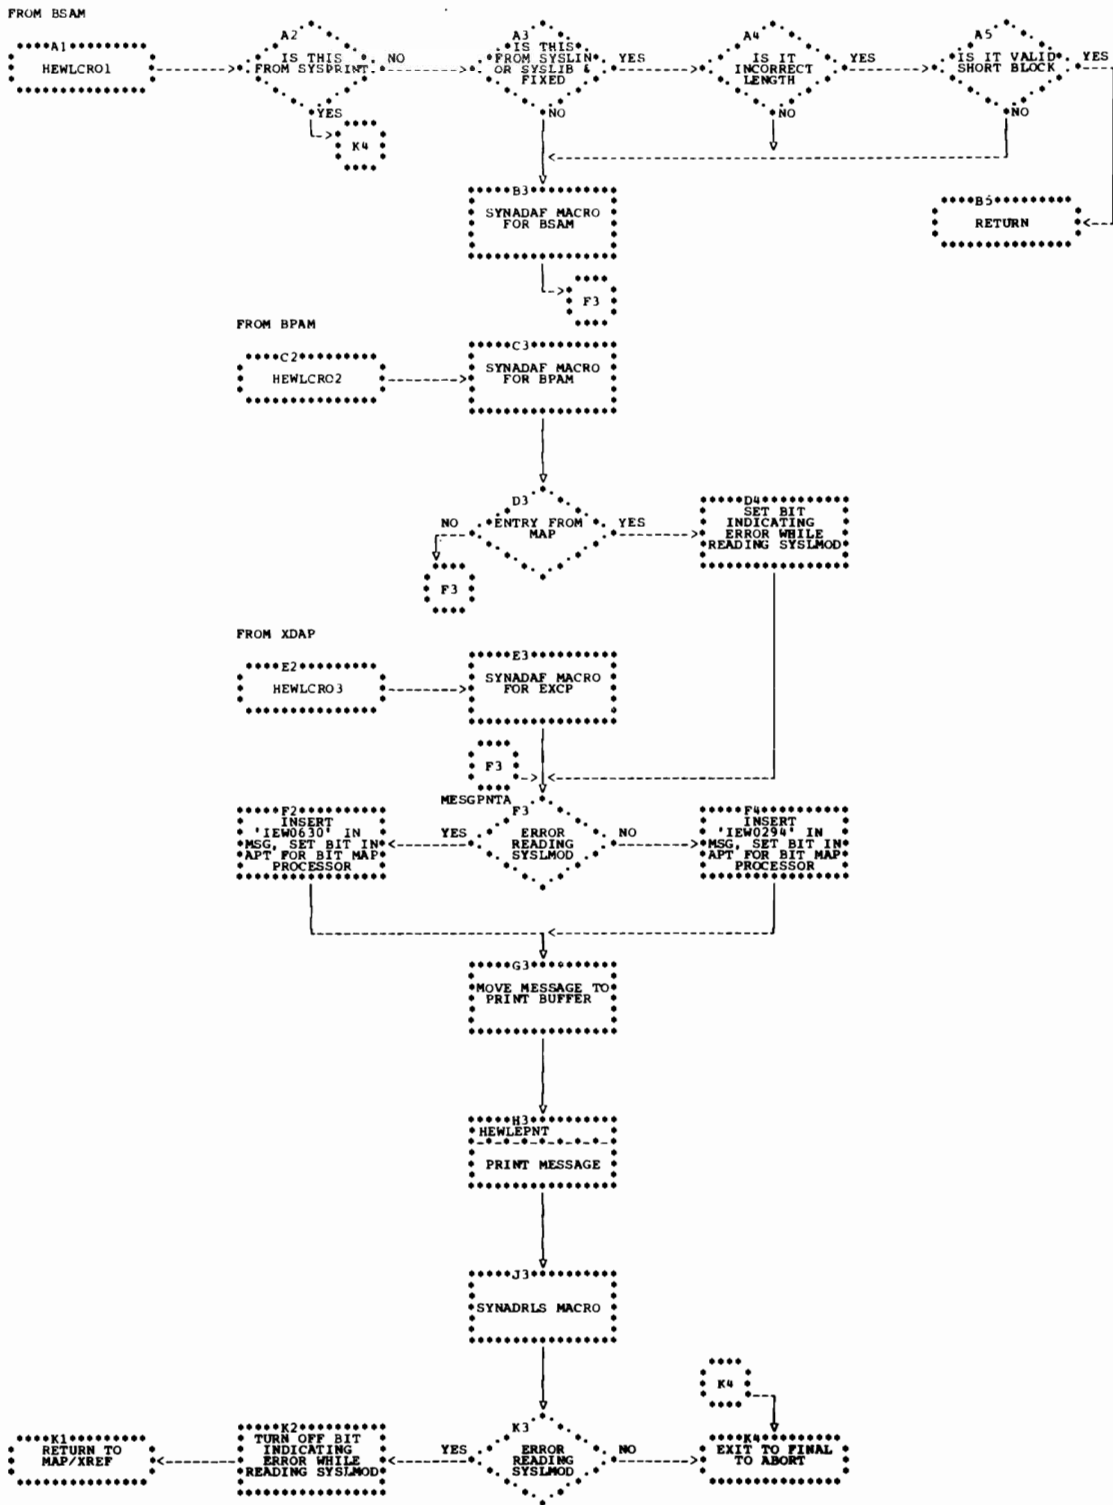 FROM BSAM
A1
HEWLCRO1
A2
IS THIS
FROM SYSPRINT
NO
YES
K4
A3
IS THIS
FROM SYSLIN
OR SYSLIB &
FIXED
YES
NO
A4
IS IT
INCORRECT
LENGTH
YES
NO
A5
IS IT VALID
SHORT BLOCK
YES
NO
B3
SYNADAF MACRO
FOR BSAM
B5
RETURN
F3
FROM BPAM
C2
HEWLCRO2
C3
SYNADAF MACRO
FOR BPAM
D3
ENTRY FROM
MAP
NO
YES
F3
D4
SET BIT
INDICATING
ERROR WHILE
READING SYSLMOD
FROM XDAP
E2
HEWLCRO3
E3
SYNADAF MACRO
FOR EXCP
F3
MESGPNTA
F2
INSERT
'IEW0630' IN
MSG, SET BIT IN
APT FOR BIT MAP
PROCESSOR
YES
F3
ERROR
READING
SYSLMOD
NO
F4
INSERT
'IEW0294' IN
MSG, SET BIT IN
APT FOR BIT MAP
PROCESSOR
G3
MOVE MESSAGE TO
PRINT BUFFER
H3
HEWLEPNT
PRINT MESSAGE
J3
SYNADRLS MACRO
K4
K1
RETURN TO
MAP/XREF
K2
TURN OFF BIT
INDICATING
ERROR WHILE
READING SYSLMOD
YES
K3
ERROR
READING
SYSLMOD
NO
K4
EXIT TO FINAL
TO ABORT